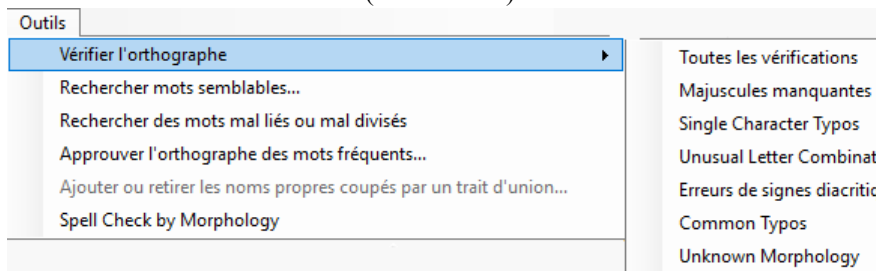 Outils
Vérifier l'orthographe
Rechercher mots semblables...
Rechercher des mots mal liés ou mal divisés
Approuver l'orthographe des mots fréquents...
Ajouter ou retirer les noms propres coupés par un trait d'union...
Spell Check by Morphology
Toutes les vérifications
Majuscules manquantes
Single Character Typos
Unusual Letter Combinat
Erreurs de signes diacritic
Common Typos
Unknown Morphology